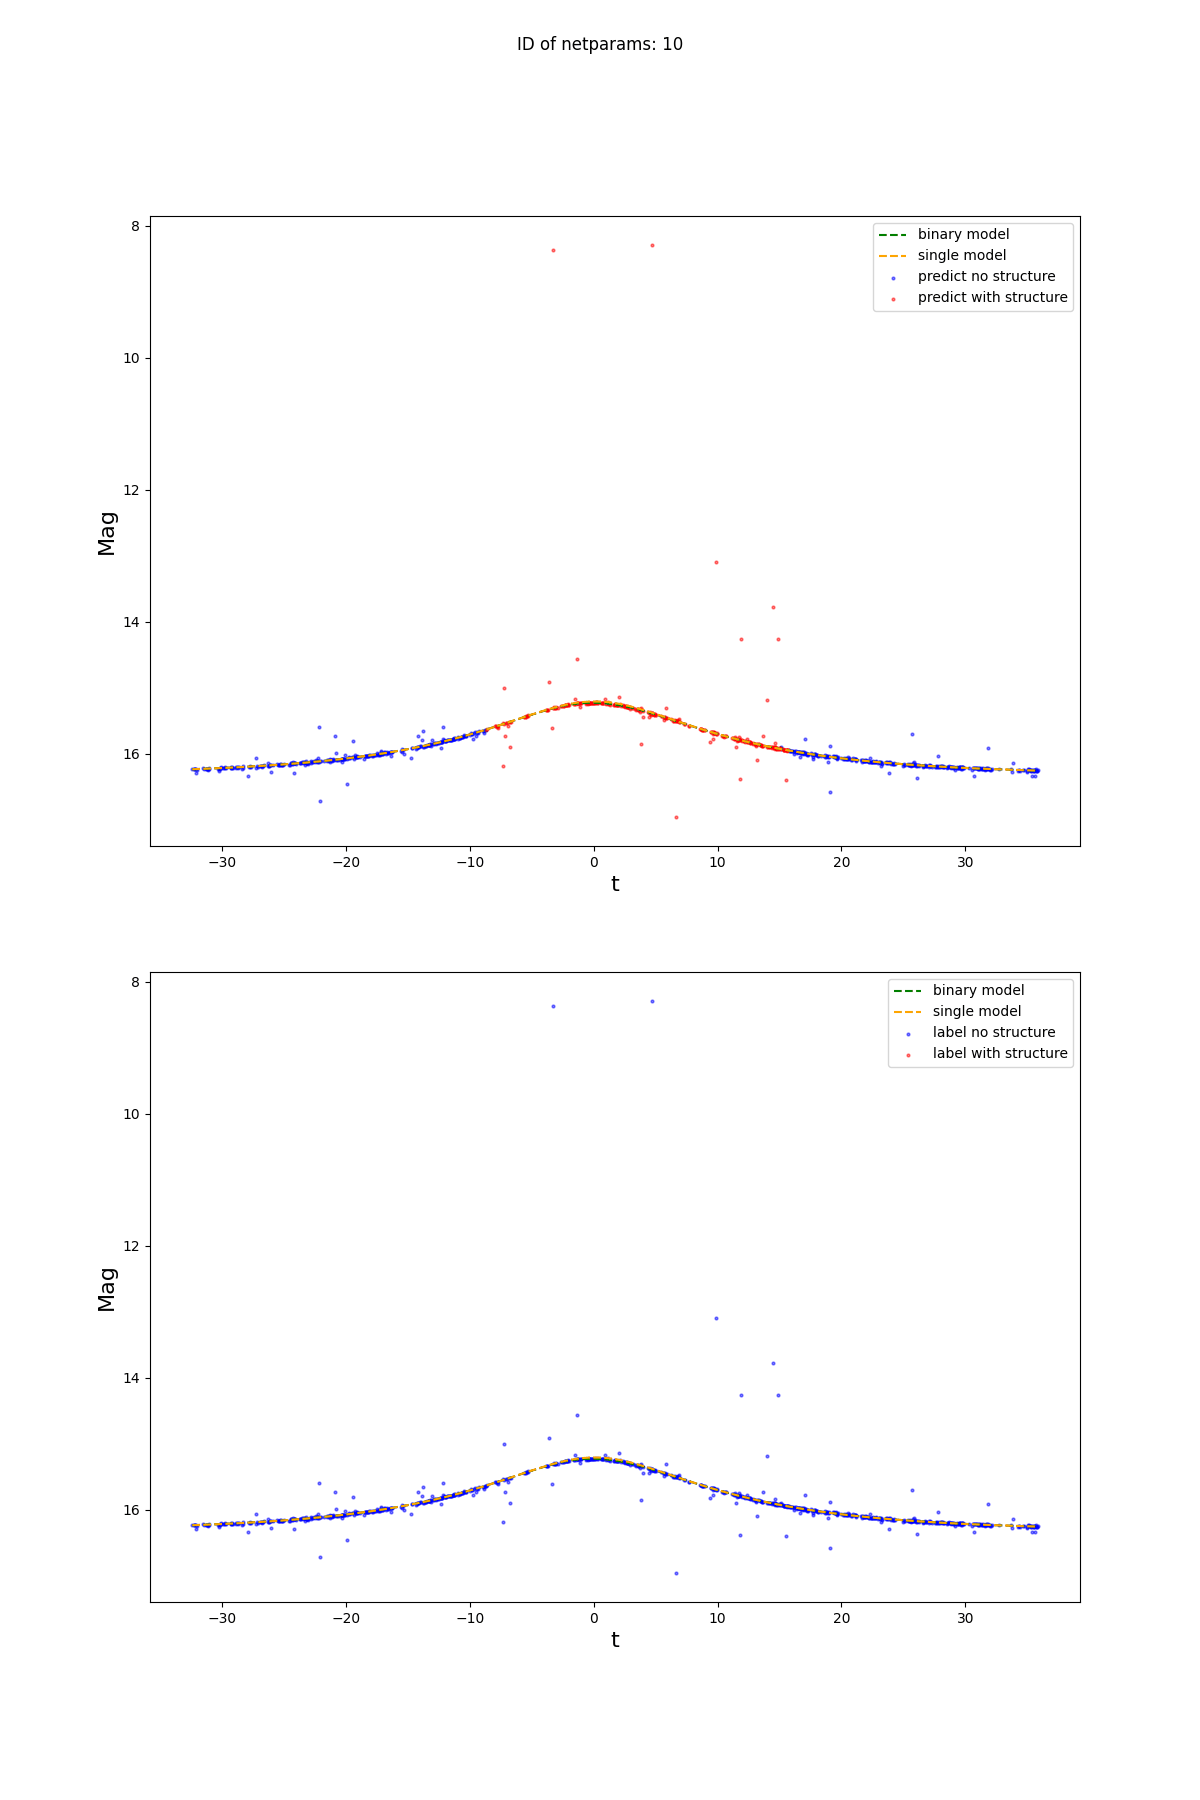 ID of netparams: 10
8
10
12
14
16
Mag
−30
−20
−10
0
10
20
30
t
binary model
single model
predict no structure
predict with structure
8
10
12
14
16
Mag
−30
−20
−10
0
10
20
30
t
binary model
single model
label no structure
label with structure